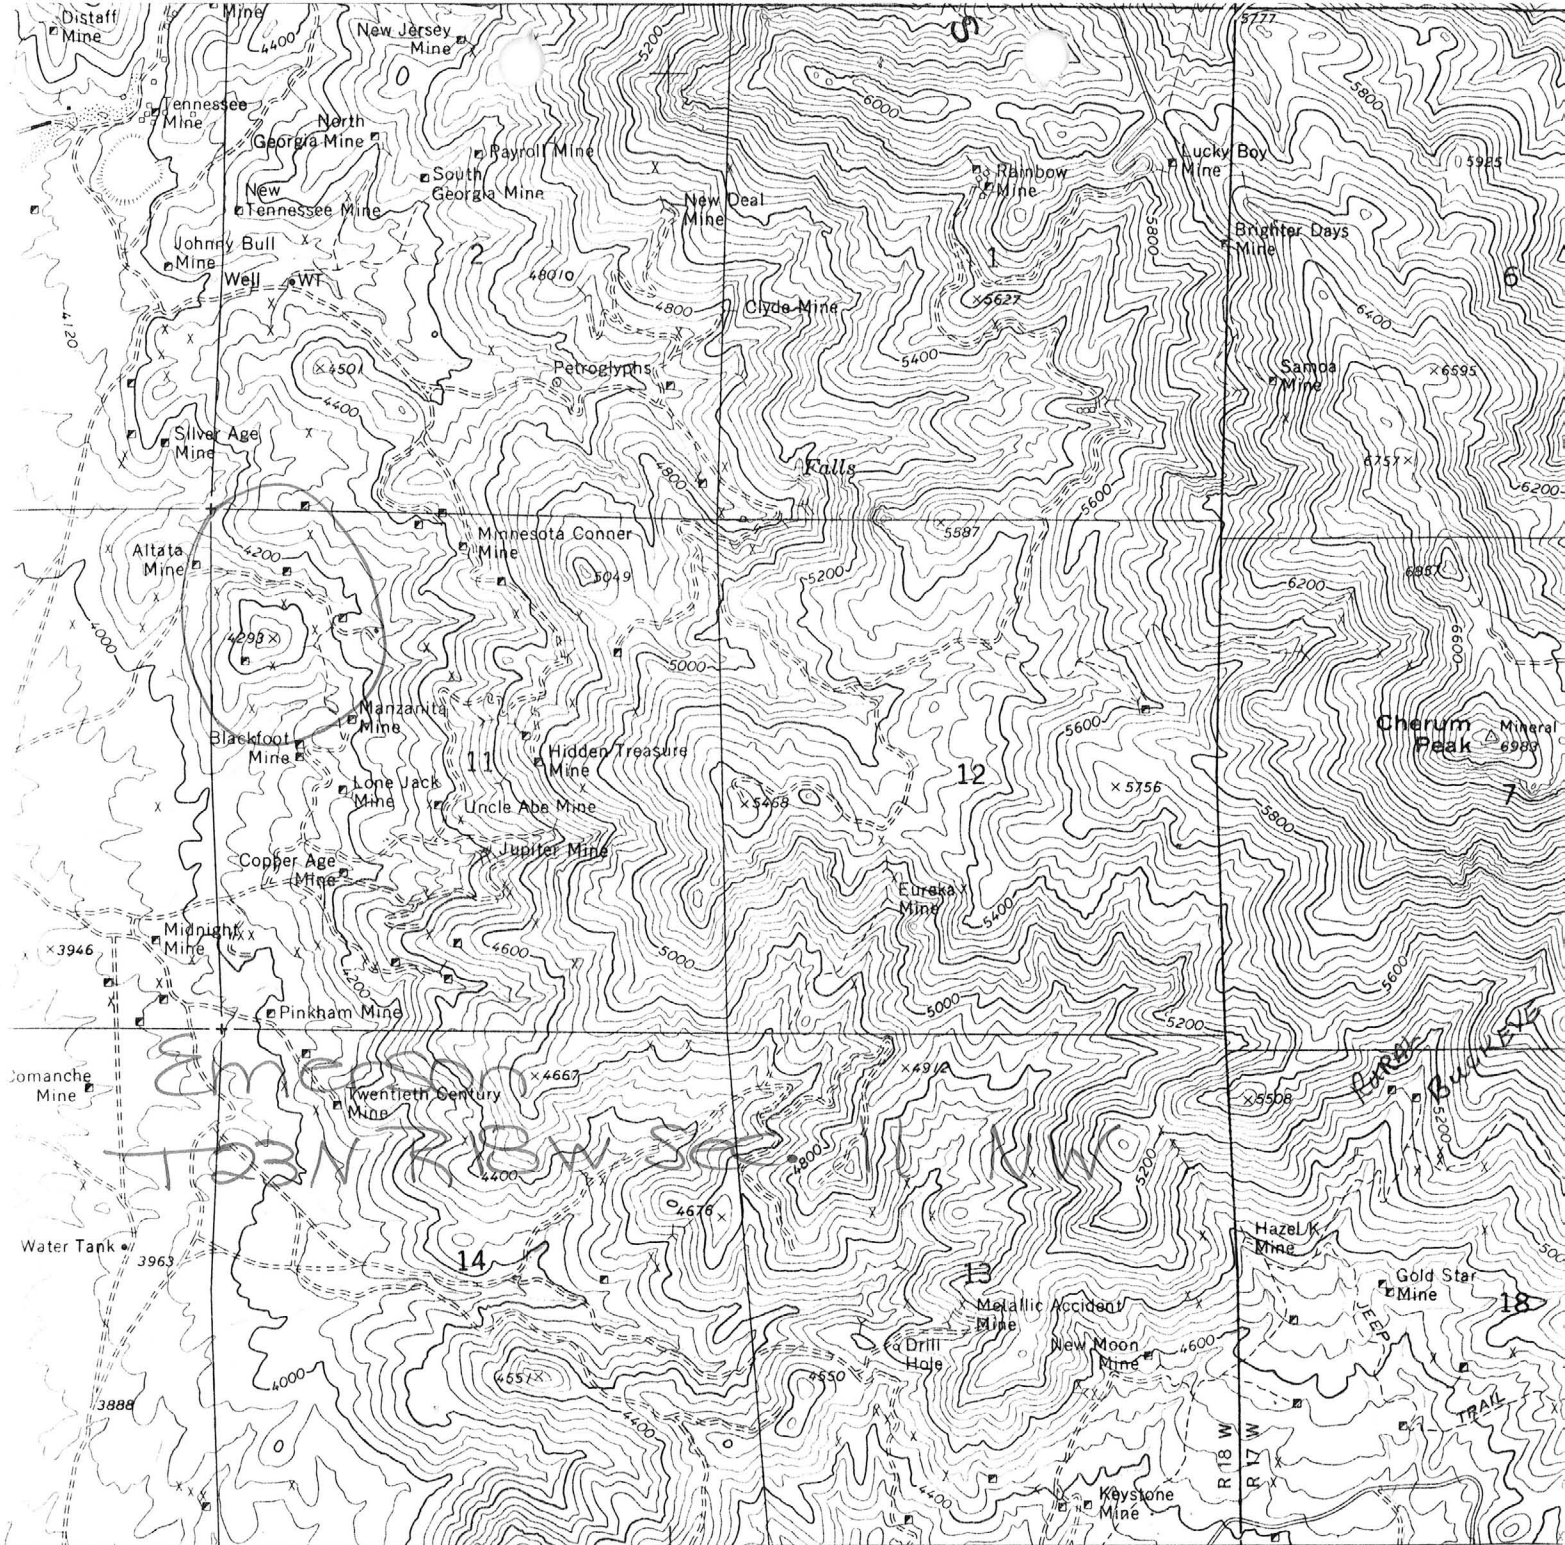 Distaff
Mine
Mine
4400
New Jersey
Mine
5200
S
5777
Tennessee
Mine
North
Georgia Mine
Payroll Mine
6000
5800
South
Georgia Mine
New
Tennessee Mine
New Deal
Mine
Rainbow
Mine
Lucky Boy
Mine
5925
Johnny Bull
Mine
2
1
5800
Brighter Days
Mine
6
Well
WT
4801
4800
Clyde Mine
×5627
4120
6400
×4501
4400
Petroglyphs
5400
Samoa
Mine
×6595
Silver Age
Mine
4800
Falls
6757×
6200
5600
Altata
Mine
4200
Minnesota Conner
Mine
5587
5049
5200
6200
6857
4000
4293×
5000
6600
Manzanita
Mine
Blackfoot
Mine
5600
Cherum
Peak
Mineral
6983
11
Hidden Treasure
Mine
12
Lone Jack
Mine
Uncle Abe Mine
×5468
×5756
7
5800
Copper Age
Mine
Jupiter Mine
Eureka
Mine
5400
Midnight
Mine
×3946
4600
4200
5000
5600
Pinkham Mine
5000
5200
Emerson
RURAL
BuckEYE
Comanche
Mine
×4667
×4912
Twentieth Century
Mine
×5508
5200
T23N R18W Sec 11 NW
4400
4800
5200
4676×
Water Tank
3963
14
13
Hazel K
Mine
500
Gold Star
Mine
18
Metallic Accident
Mine
JEEP
Drill
Hole
New Moon
Mine
4600
4000
4551×
4550
3888
4400
TRAIL
R 18 W
R 17 W
4400
Keystone
Mine